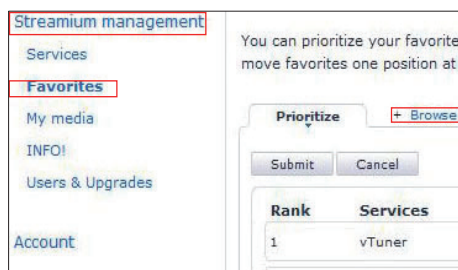 Streamium management
Services
Favorites
My media
INFO!
Users & Upgrades
Account
You can prioritize your favorite
move favorites one position at
Prioritize
+ Browse
Submit Cancel
Rank Services
1 vTuner